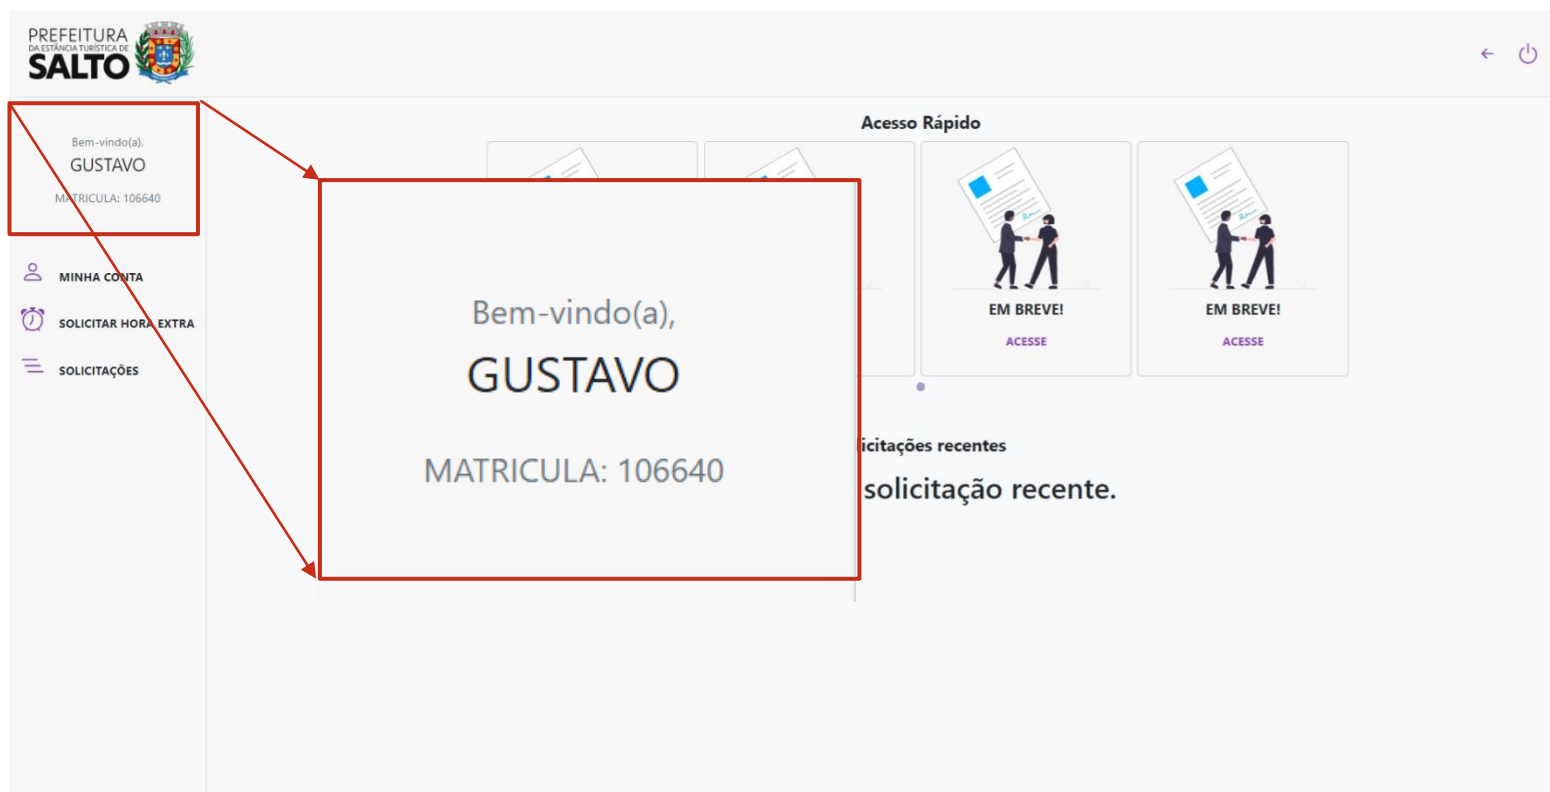 PREFEITURA
DA ESTÂNCIA TURÍSTICA DE
SALTO
Bem-vindo(a),
GUSTAVO
MATRICULA: 106640
MINHA CONTA
SOLICITAR HORA EXTRA
SOLICITAÇÕES
Acesso Rápido
Bem-vindo(a),
GUSTAVO
MATRICULA: 106640
EM BREVE!
ACESSE
EM BREVE!
ACESSE
licitações recentes
solicitação recente.